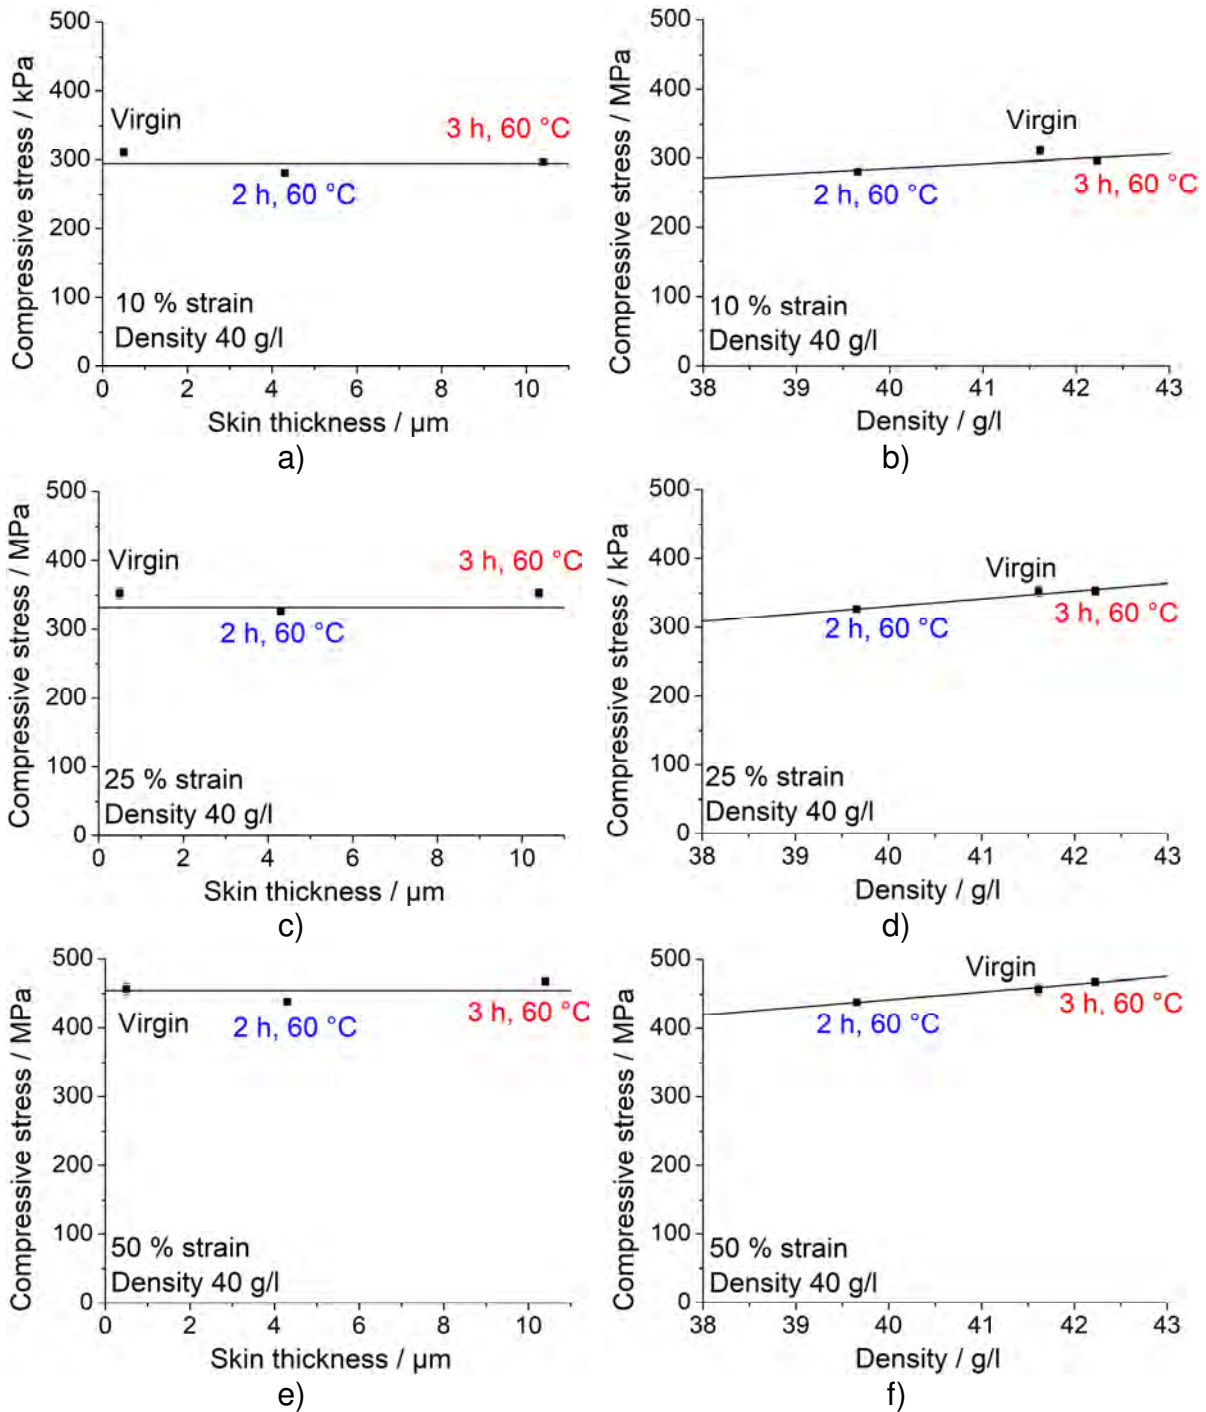 500
400
300
200
100
0
Compressive stress / kPa
Virgin
3 h, 60 °C
2 h, 60 °C
10 % strain
Density 40 g/l
0 2 4 6 8 10
Skin thickness / µm
a)
500
400
300
200
100
0
Compressive stress / MPa
Virgin
2 h, 60 °C
3 h, 60 °C
10 % strain
Density 40 g/l
38 39 40 41 42 43
Density / g/l
b)
500
400
300
200
100
0
Compressive stress / MPa
Virgin
3 h, 60 °C
2 h, 60 °C
25 % strain
Density 40 g/l
0 2 4 6 8 10
Skin thickness / µm
c)
500
400
300
200
100
0
Compressive stress / kPa
Virgin
2 h, 60 °C
3 h, 60 °C
25 % strain
Density 40 g/l
38 39 40 41 42 43
Density / g/l
d)
500
400
300
200
100
0
Compressive stress / MPa
Virgin
2 h, 60 °C
3 h, 60 °C
50 % strain
Density 40 g/l
0 2 4 6 8 10
Skin thickness / µm
e)
500
400
300
200
100
0
Compressive stress / MPa
Virgin
2 h, 60 °C
3 h, 60 °C
50 % strain
Density 40 g/l
38 39 40 41 42 43
Density / g/l
f)